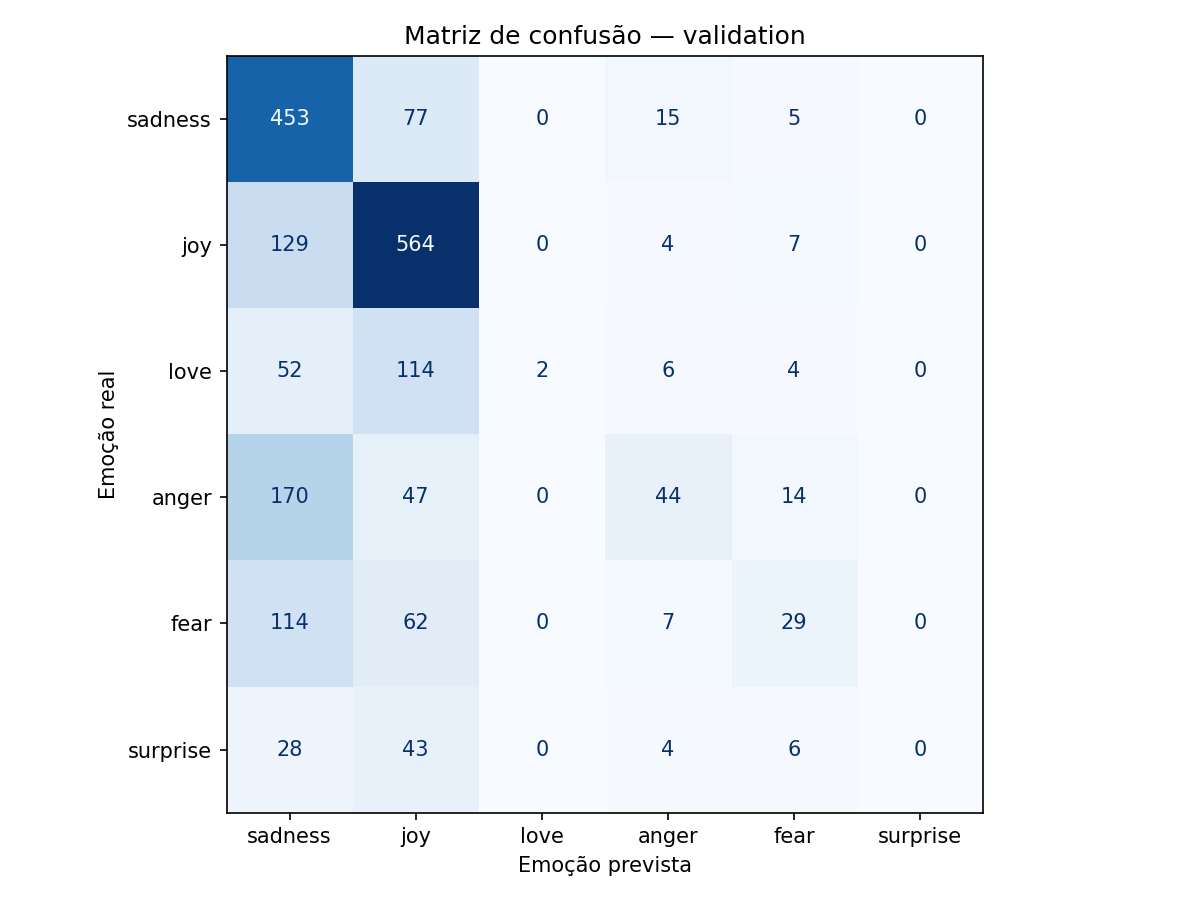 Matriz de confusão — validation
sadness 453 77 0 15 5 0
joy 129 564 0 4 7 0
love 52 114 2 6 4 0
anger 170 47 0 44 14 0
fear 114 62 0 7 29 0
surprise 28 43 0 4 6 0
Emoção real
sadness joy love anger fear surprise
Emoção prevista